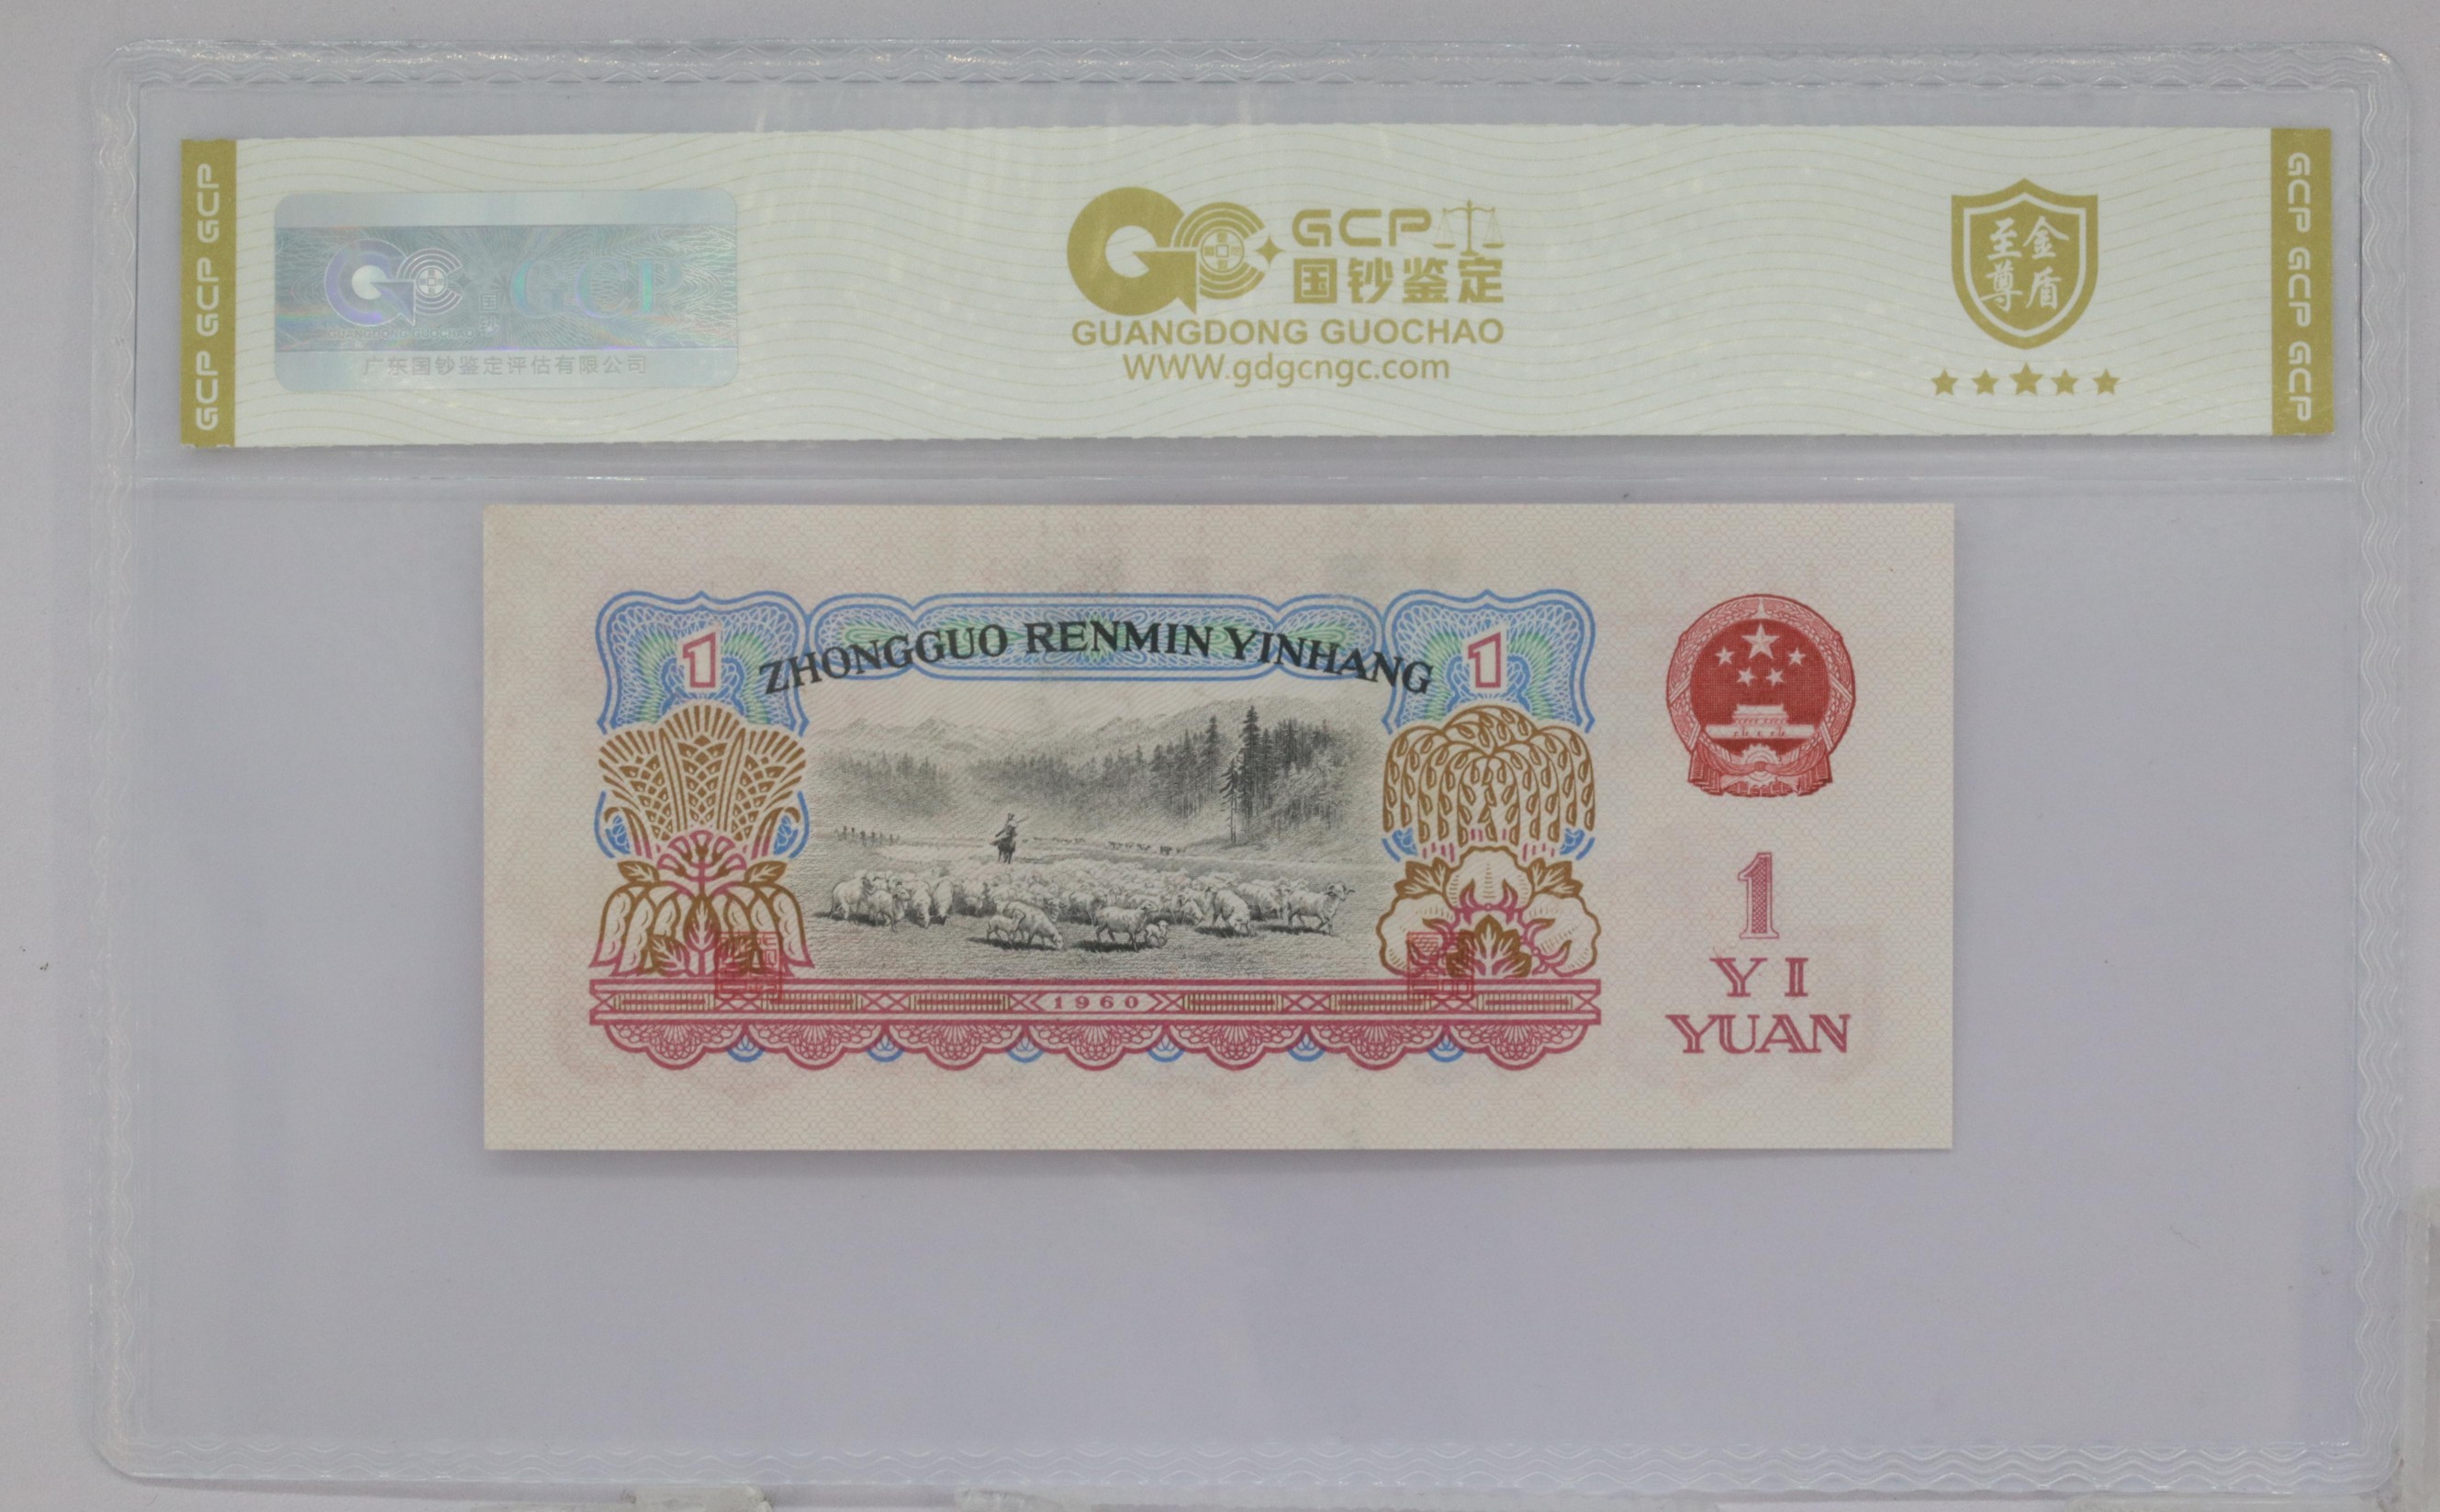 GCP GCP GCP
GCP
GUANGDONG GUOCHAO
广东国钞鉴定评估有限公司
GCP
国钞鉴定
GUANGDONG GUOCHAO
WWW.gdgcngc.com
至金
尊盾
GCP GCP GCP
1
ZHONGGUO RENMIN YINHANG
1
1960
1
YI
YUAN